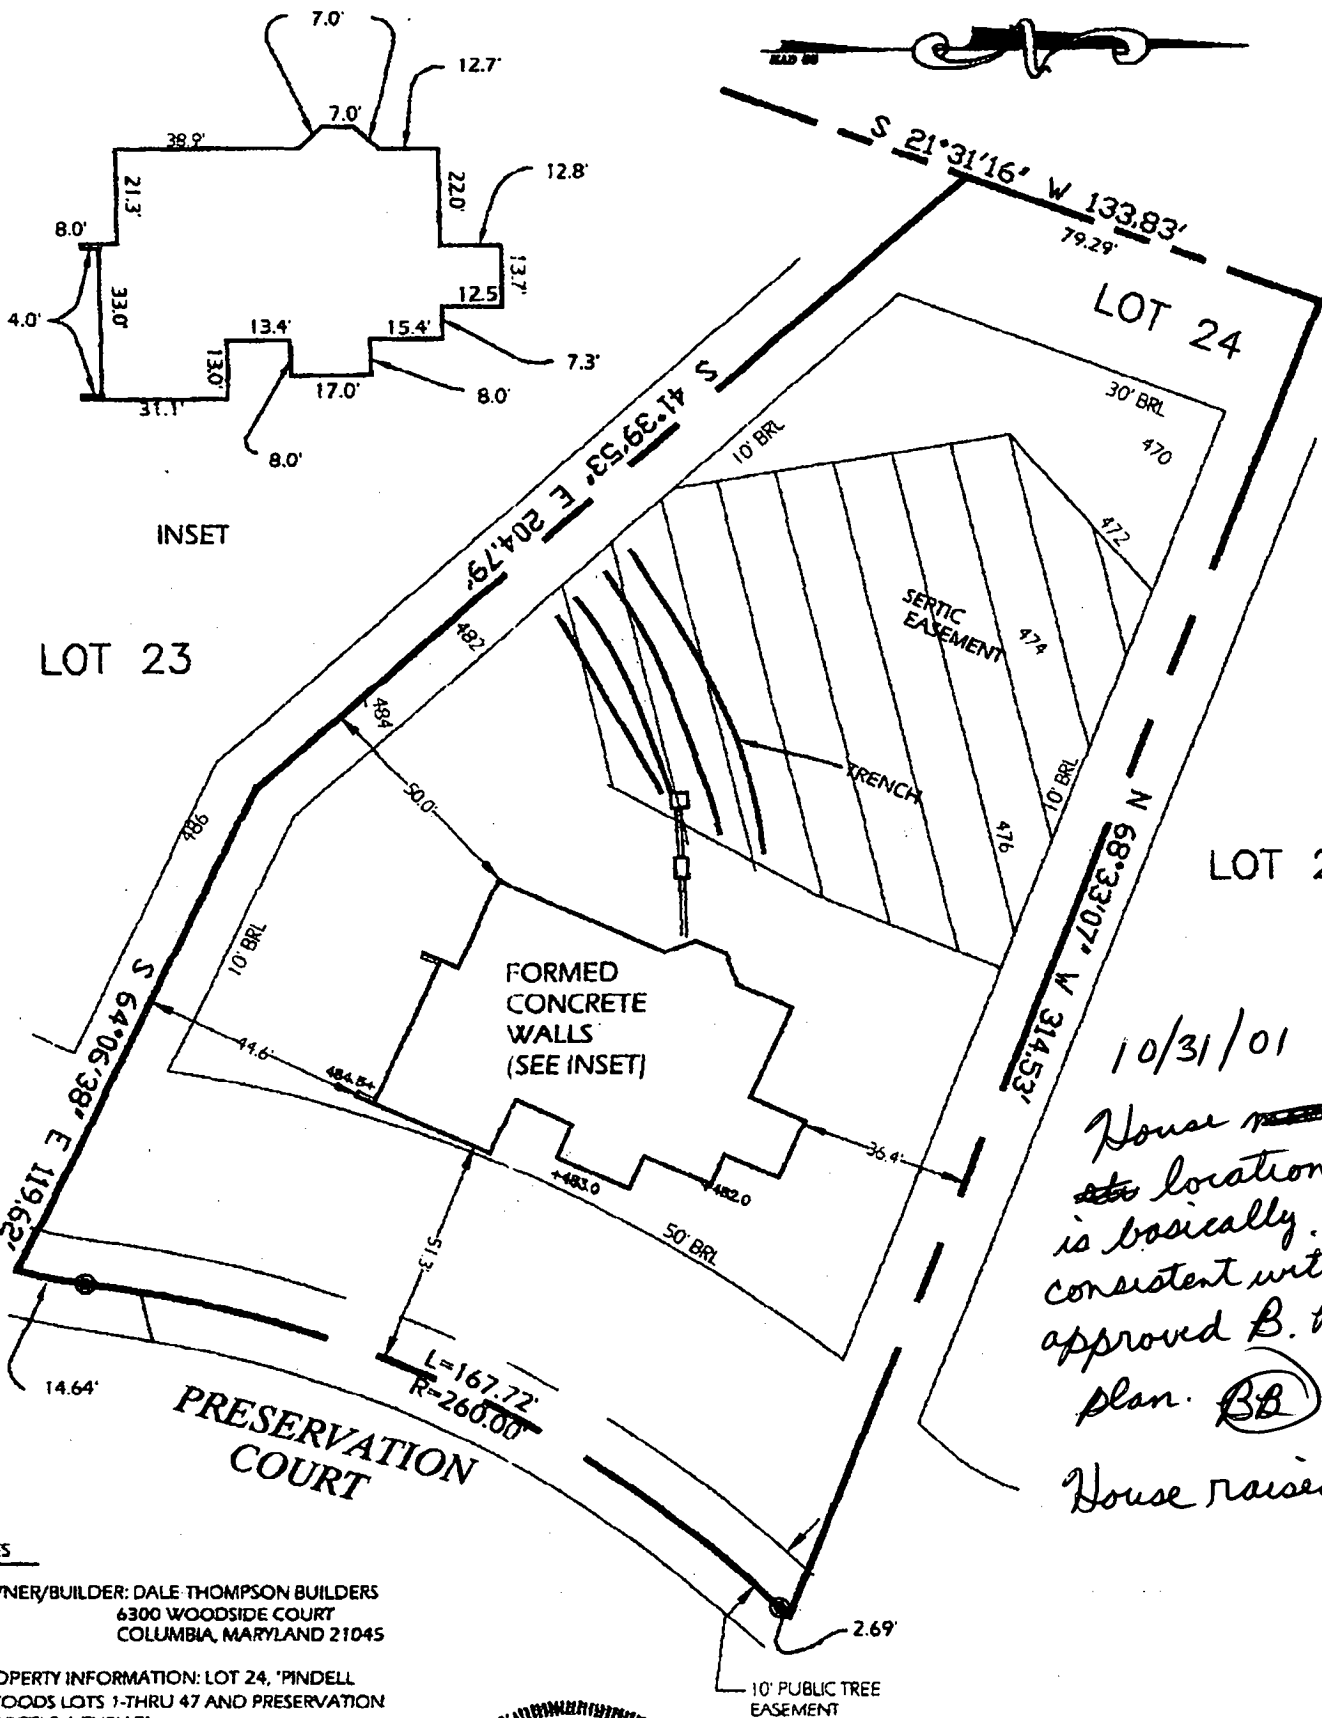 7.0'
12.7'
7.0'
38.9'
21.3'
22.0'
12.8'
8.0'
13.7'
12.5
33.0'
4.0'
13.4'
15.4'
7.3'
13.0'
17.0'
8.0'
31.1'
8.0'
INSET
NAD 83
S 21°31'16" W 133.83'
79.29'
LOT 24
30' BRL
470
S 41°39'53" E 204.79'
10' BRL
472
SERTIC
EASEMENT
474
LOT 23
482
484
50.0'
TRENCH
10' BRL
476
486
N 68°33'07" W 314.53'
LOT
10' BRL
S 64°06'38" E 119.62'
44.6'
484.84
FORMED
CONCRETE
WALLS
(SEE INSET)
36.4'
+483.0
+482.0
51.3'
50' BRL
10/31/01
House
location
is basically
consistent
approved B.
plan. BB
House raised
14.64'
L=167.72'
R=260.00'
PRESERVATION
COURT
2.69'
10' PUBLIC TREE
EASEMENT
ES
NER/BUILDER: DALE THOMPSON BUILDERS
6300 WOODSIDE COURT
COLUMBIA, MARYLAND 21045
OPERTY INFORMATION: LOT 24, "PINDELL
OODS LOTS 1-THRU 47 AND PRESERVATION